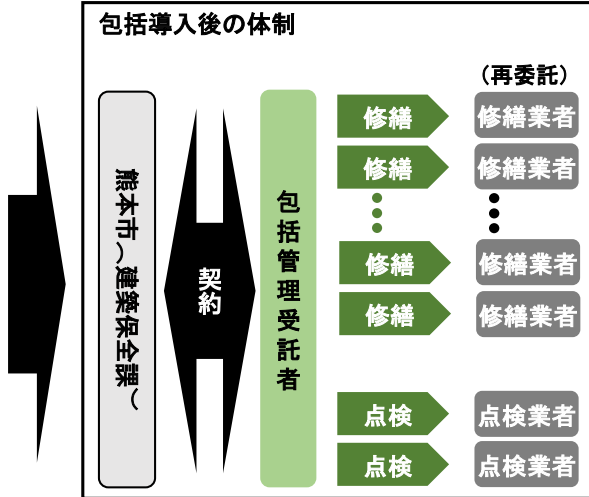 包括導入後の体制
(再委託)
熊本市(建築保全課)
契約
包括管理受託者
修繕
修繕業者
修繕
修繕業者
修繕
修繕業者
修繕
修繕業者
点検
点検業者
点検
点検業者